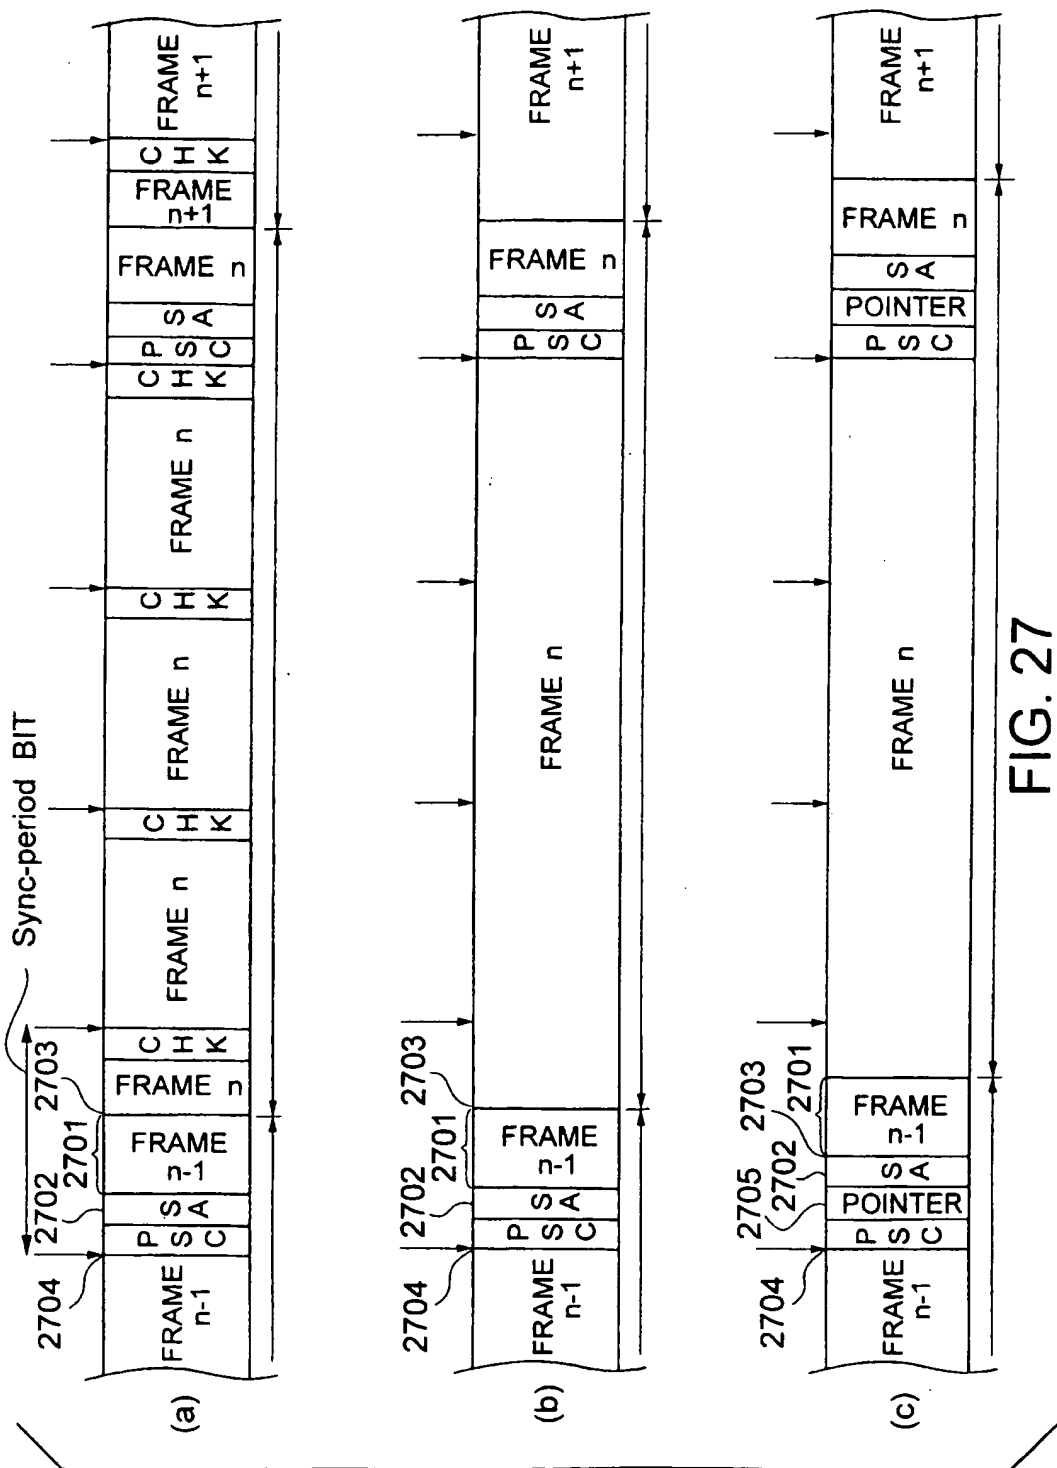 Sync-period BIT
2704
2702
2701
2703
FRAME
n-1
P
S
C
S
A
FRAME
n-1
FRAME n
C
H
K
FRAME n
C
H
K
FRAME n
C
H
K
FRAME n
C
H
K
P
S
C
S
A
FRAME n
FRAME
n+1
C
H
K
FRAME
n+1
(a)
2704
2702
2701
2703
FRAME
n-1
P
S
C
S
A
FRAME
n-1
FRAME n
P
S
C
S
A
FRAME n
FRAME
n+1
(b)
2704
2705
2702
2703
2701
FRAME
n-1
P
S
C
POINTER
S
A
FRAME
n-1
FRAME n
P
S
C
POINTER
S
A
FRAME n
FRAME
n+1
(c)
FIG. 27